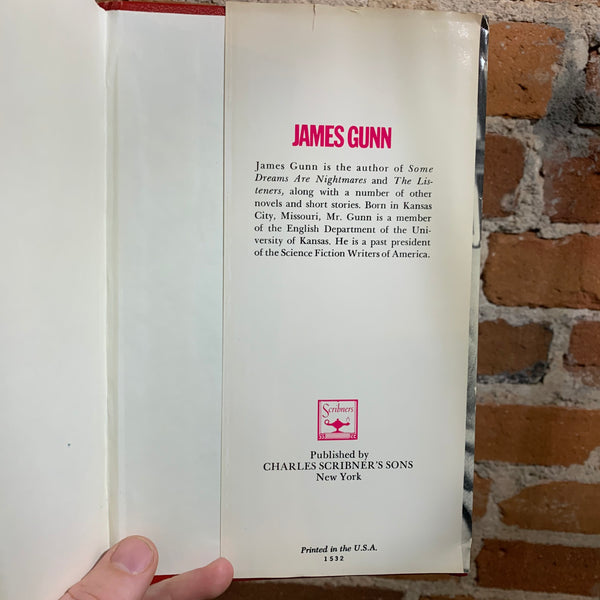 JAMES GUNN
James Gunn is the author of Some
Dreams Are Nightmares and The Lis-
teners, along with a number of other
novels and short stories. Born in Kansas
City, Missouri, Mr. Gunn is a member
of the English Department of the Uni-
versity of Kansas. He is a past president
of the Science Fiction Writers of America.
Scribners
Published by
CHARLES SCRIBNER'S SONS
New York
Printed in the U.S.A.
1532